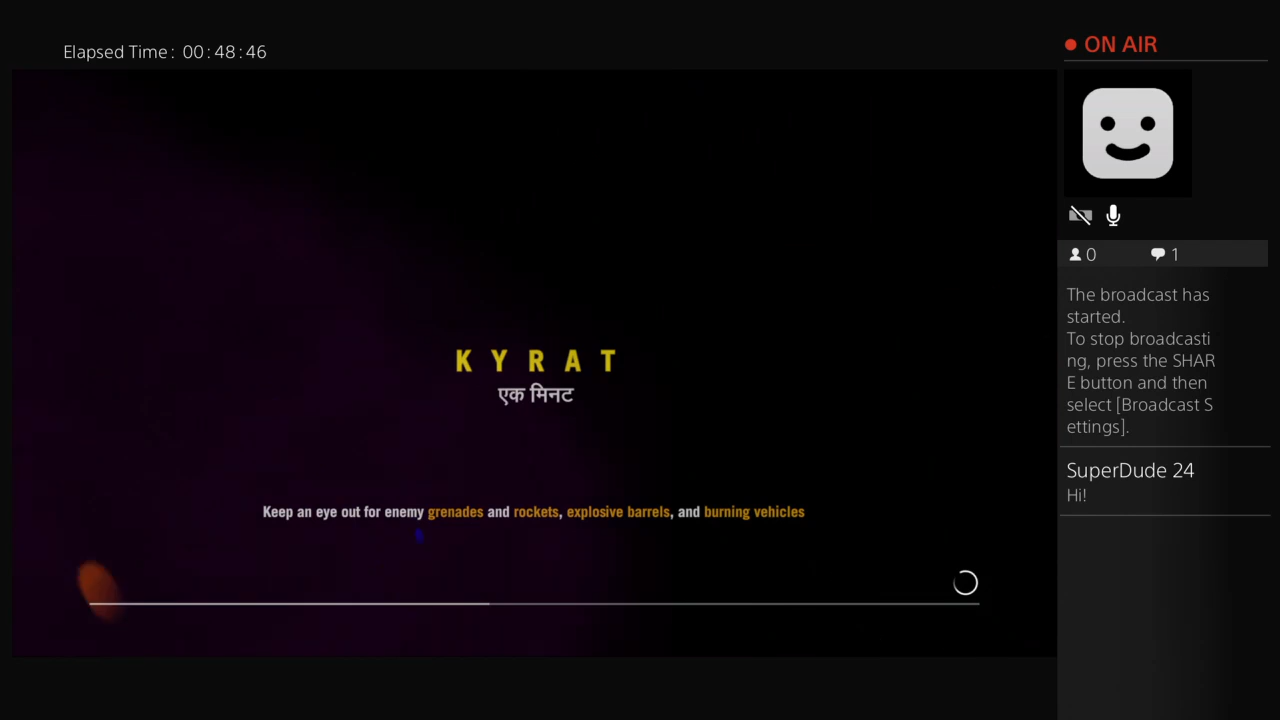 Elapsed Time: 00:48:46
ON AIR
0 1
The broadcast has
started.
To stop broadcasti
ng, press the SHAR
E button and then
select [Broadcast S
ettings].
SuperDude 24
Hi!
KYRAT
एक मिनट
Keep an eye out for enemy grenades and rockets, explosive barrels, and burning vehicles